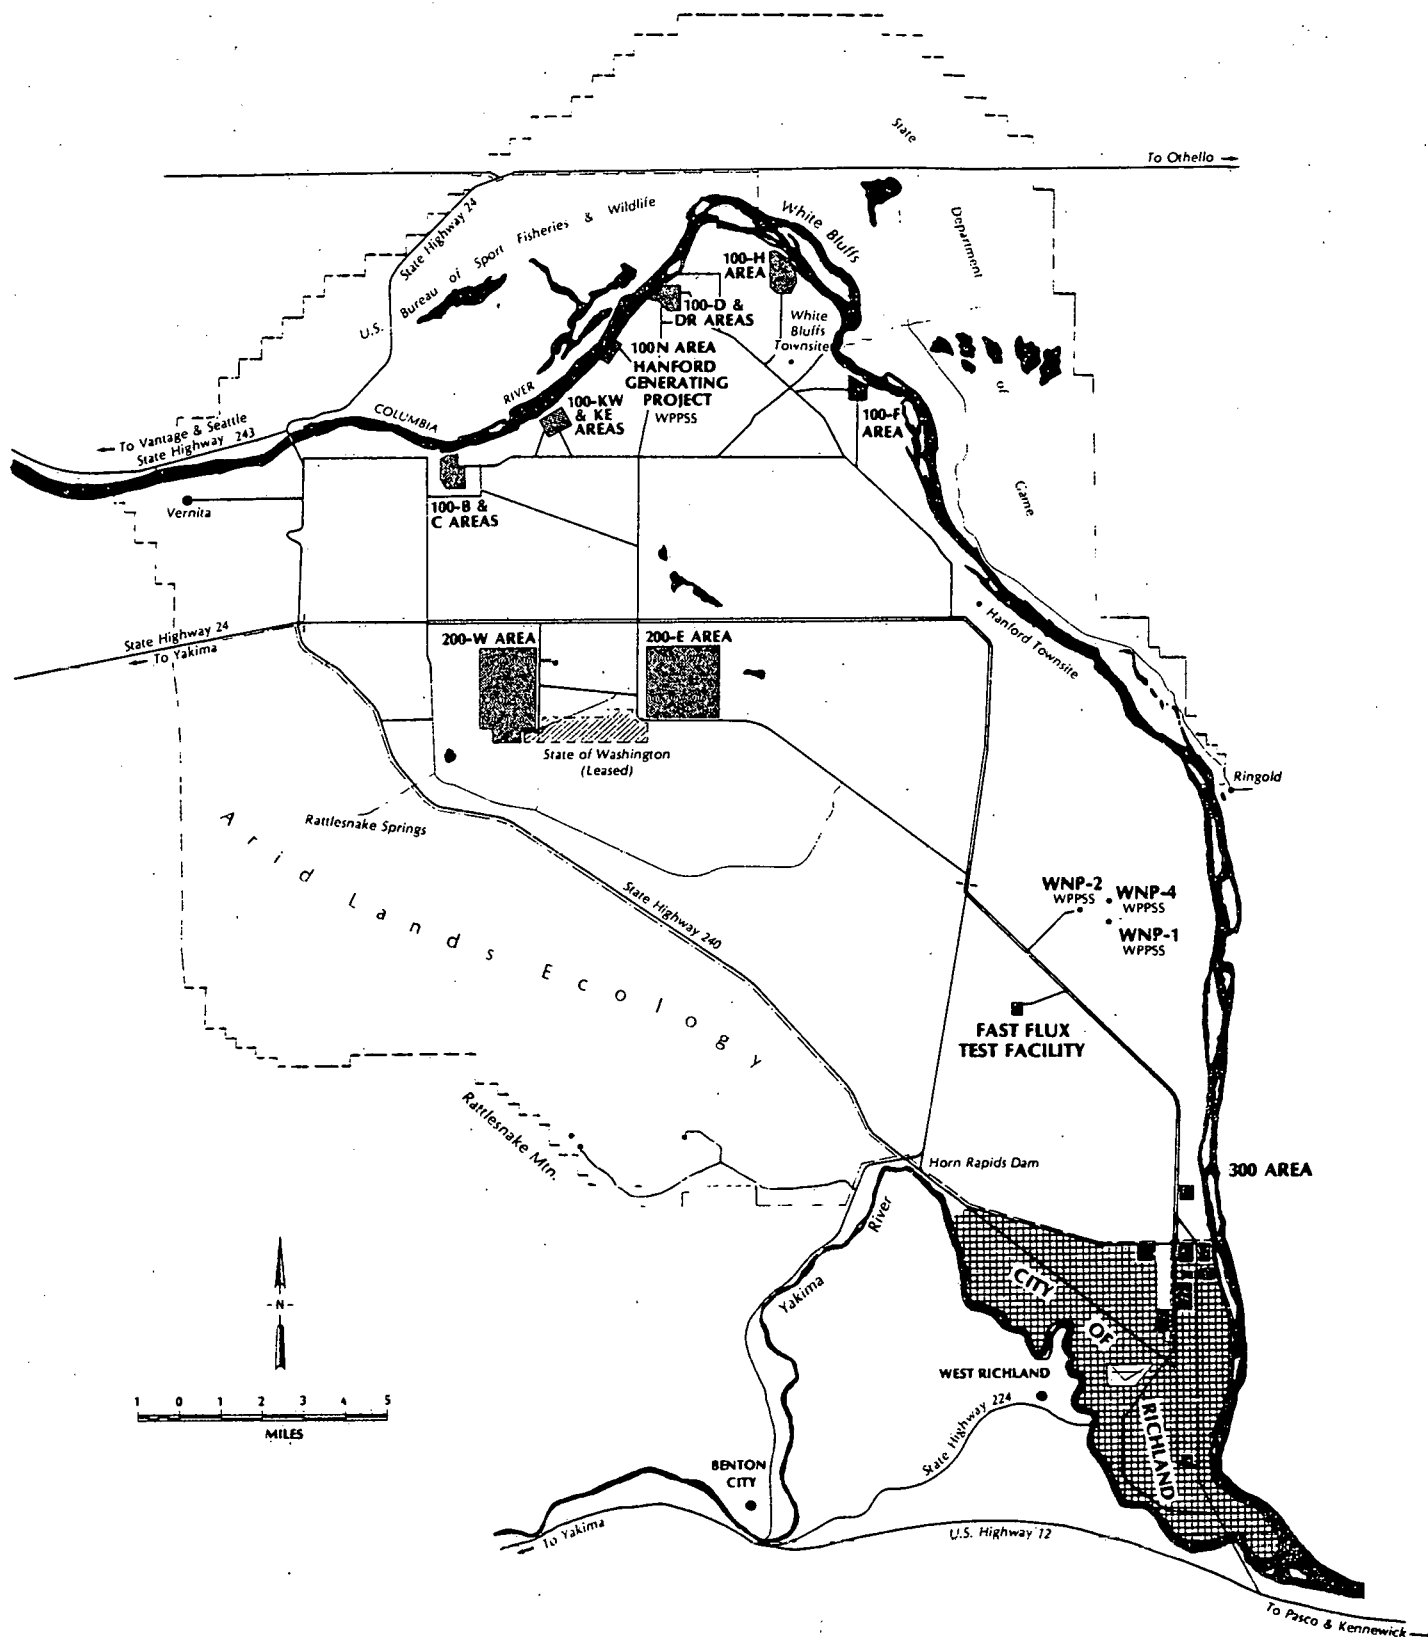 State
To Othello
State Highway 24
U.S. Bureau of Sport Fisheries & Wildlife
White Bluffs
Department
of
Game
100-H
AREA
100-D &
DR AREAS
White
Bluffs
Townsite
100N AREA
HANFORD
GENERATING
PROJECT
WPPSS
COLUMBIA
RIVER
100-KW
& KE
AREAS
100-F
AREA
To Vantage & Seattle
State Highway 243
Vernita
100-B &
C AREAS
Hanford Townsite
State Highway 24
To Yakima
200-W AREA
200-E AREA
State of Washington
(Leased)
Ringold
Rattlesnake Springs
Arid Lands Ecology
State Highway 240
WNP-2
WPPSS
WNP-4
WPPSS
WNP-1
WPPSS
FAST FLUX
TEST FACILITY
Rattlesnake Mtn.
Horn Rapids Dam
300 AREA
Yakima
River
CITY
OF
RICHLAND
-N-
1 0 1 2 3 4 5
MILES
WEST RICHLAND
State Highway 224
BENTON
CITY
To Yakima
U.S. Highway 12
To Pasco & Kennewick